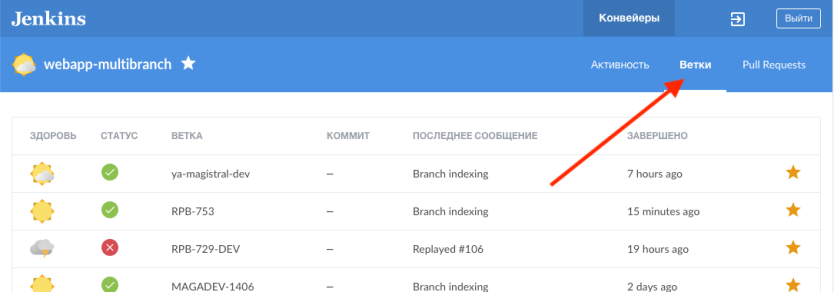 Jenkins Конвейеры Выйти
webapp-multibranch Активность Ветки Pull Requests
ЗДОРОВЬ СТАТУС ВЕТКА КОММИТ ПОСЛЕДНЕЕ СООБЩЕНИЕ ЗАВЕРШЕНО
ya-magistral-dev – Branch indexing 7 hours ago
RPB-753 – Branch indexing 15 minutes ago
RPB-729-DEV – Replayed #106 19 hours ago
MAGADEV-1406 – Branch indexing 2 days ago